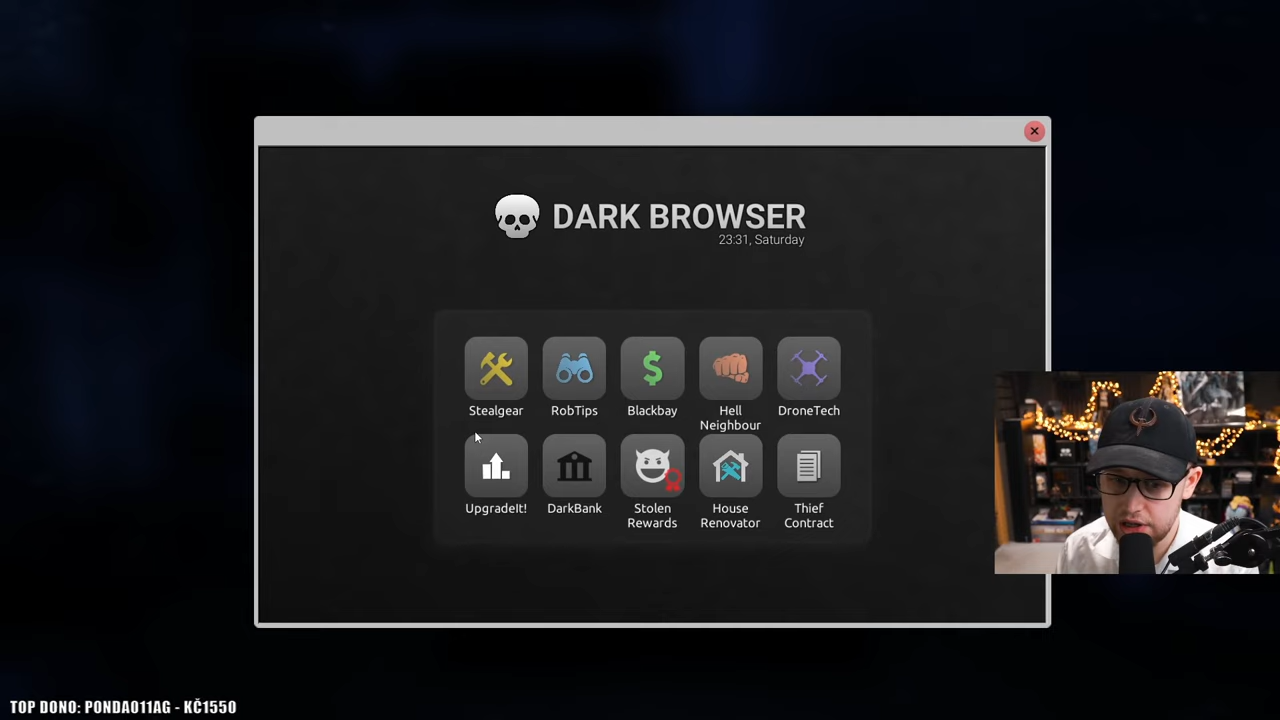 DARK BROWSER
23:31, Saturday
Stealgear
RobTips
Blackbay
Hell
Neighbour
DroneTech
UpgradeIt!
DarkBank
Stolen
Rewards
House
Renovator
Thief
Contract
TOP DONO: PONDA011AG - KČ1550